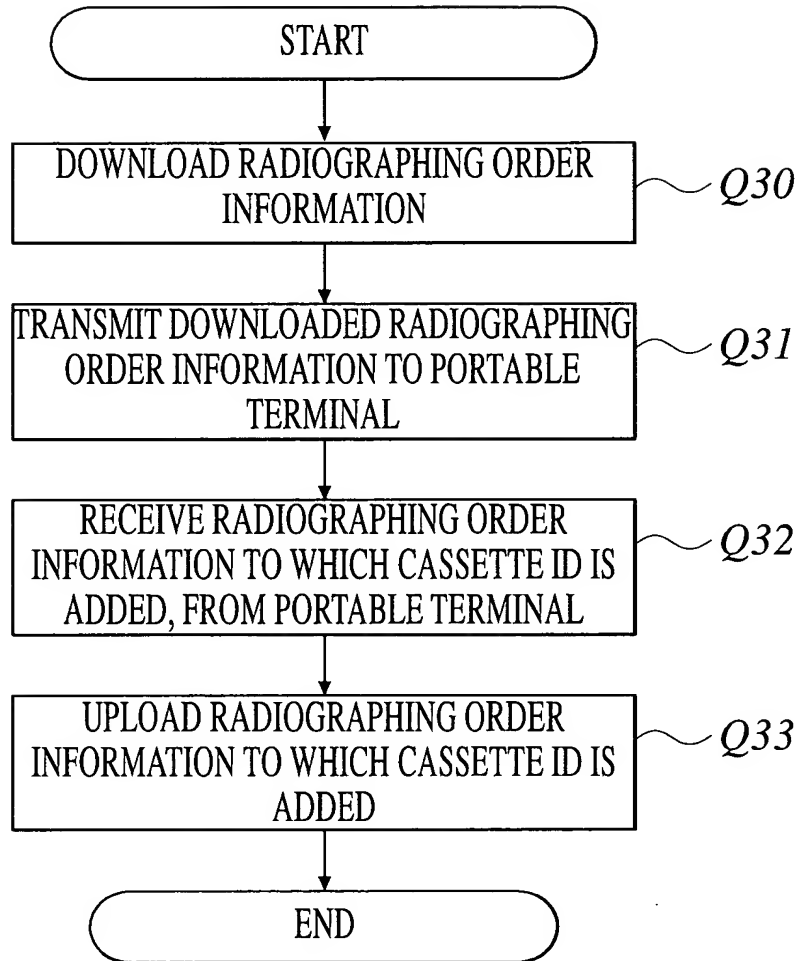 START
DOWNLOAD RADIOGRAPHING ORDER
INFORMATION
Q30
TRANSMIT DOWNLOADED RADIOGRAPHING
ORDER INFORMATION TO PORTABLE
TERMINAL
Q31
RECEIVE RADIOGRAPHING ORDER
INFORMATION TO WHICH CASSETTE ID IS
ADDED, FROM PORTABLE TERMINAL
Q32
UPLOAD RADIOGRAPHING ORDER
INFORMATION TO WHICH CASSETTE ID IS
ADDED
Q33
END